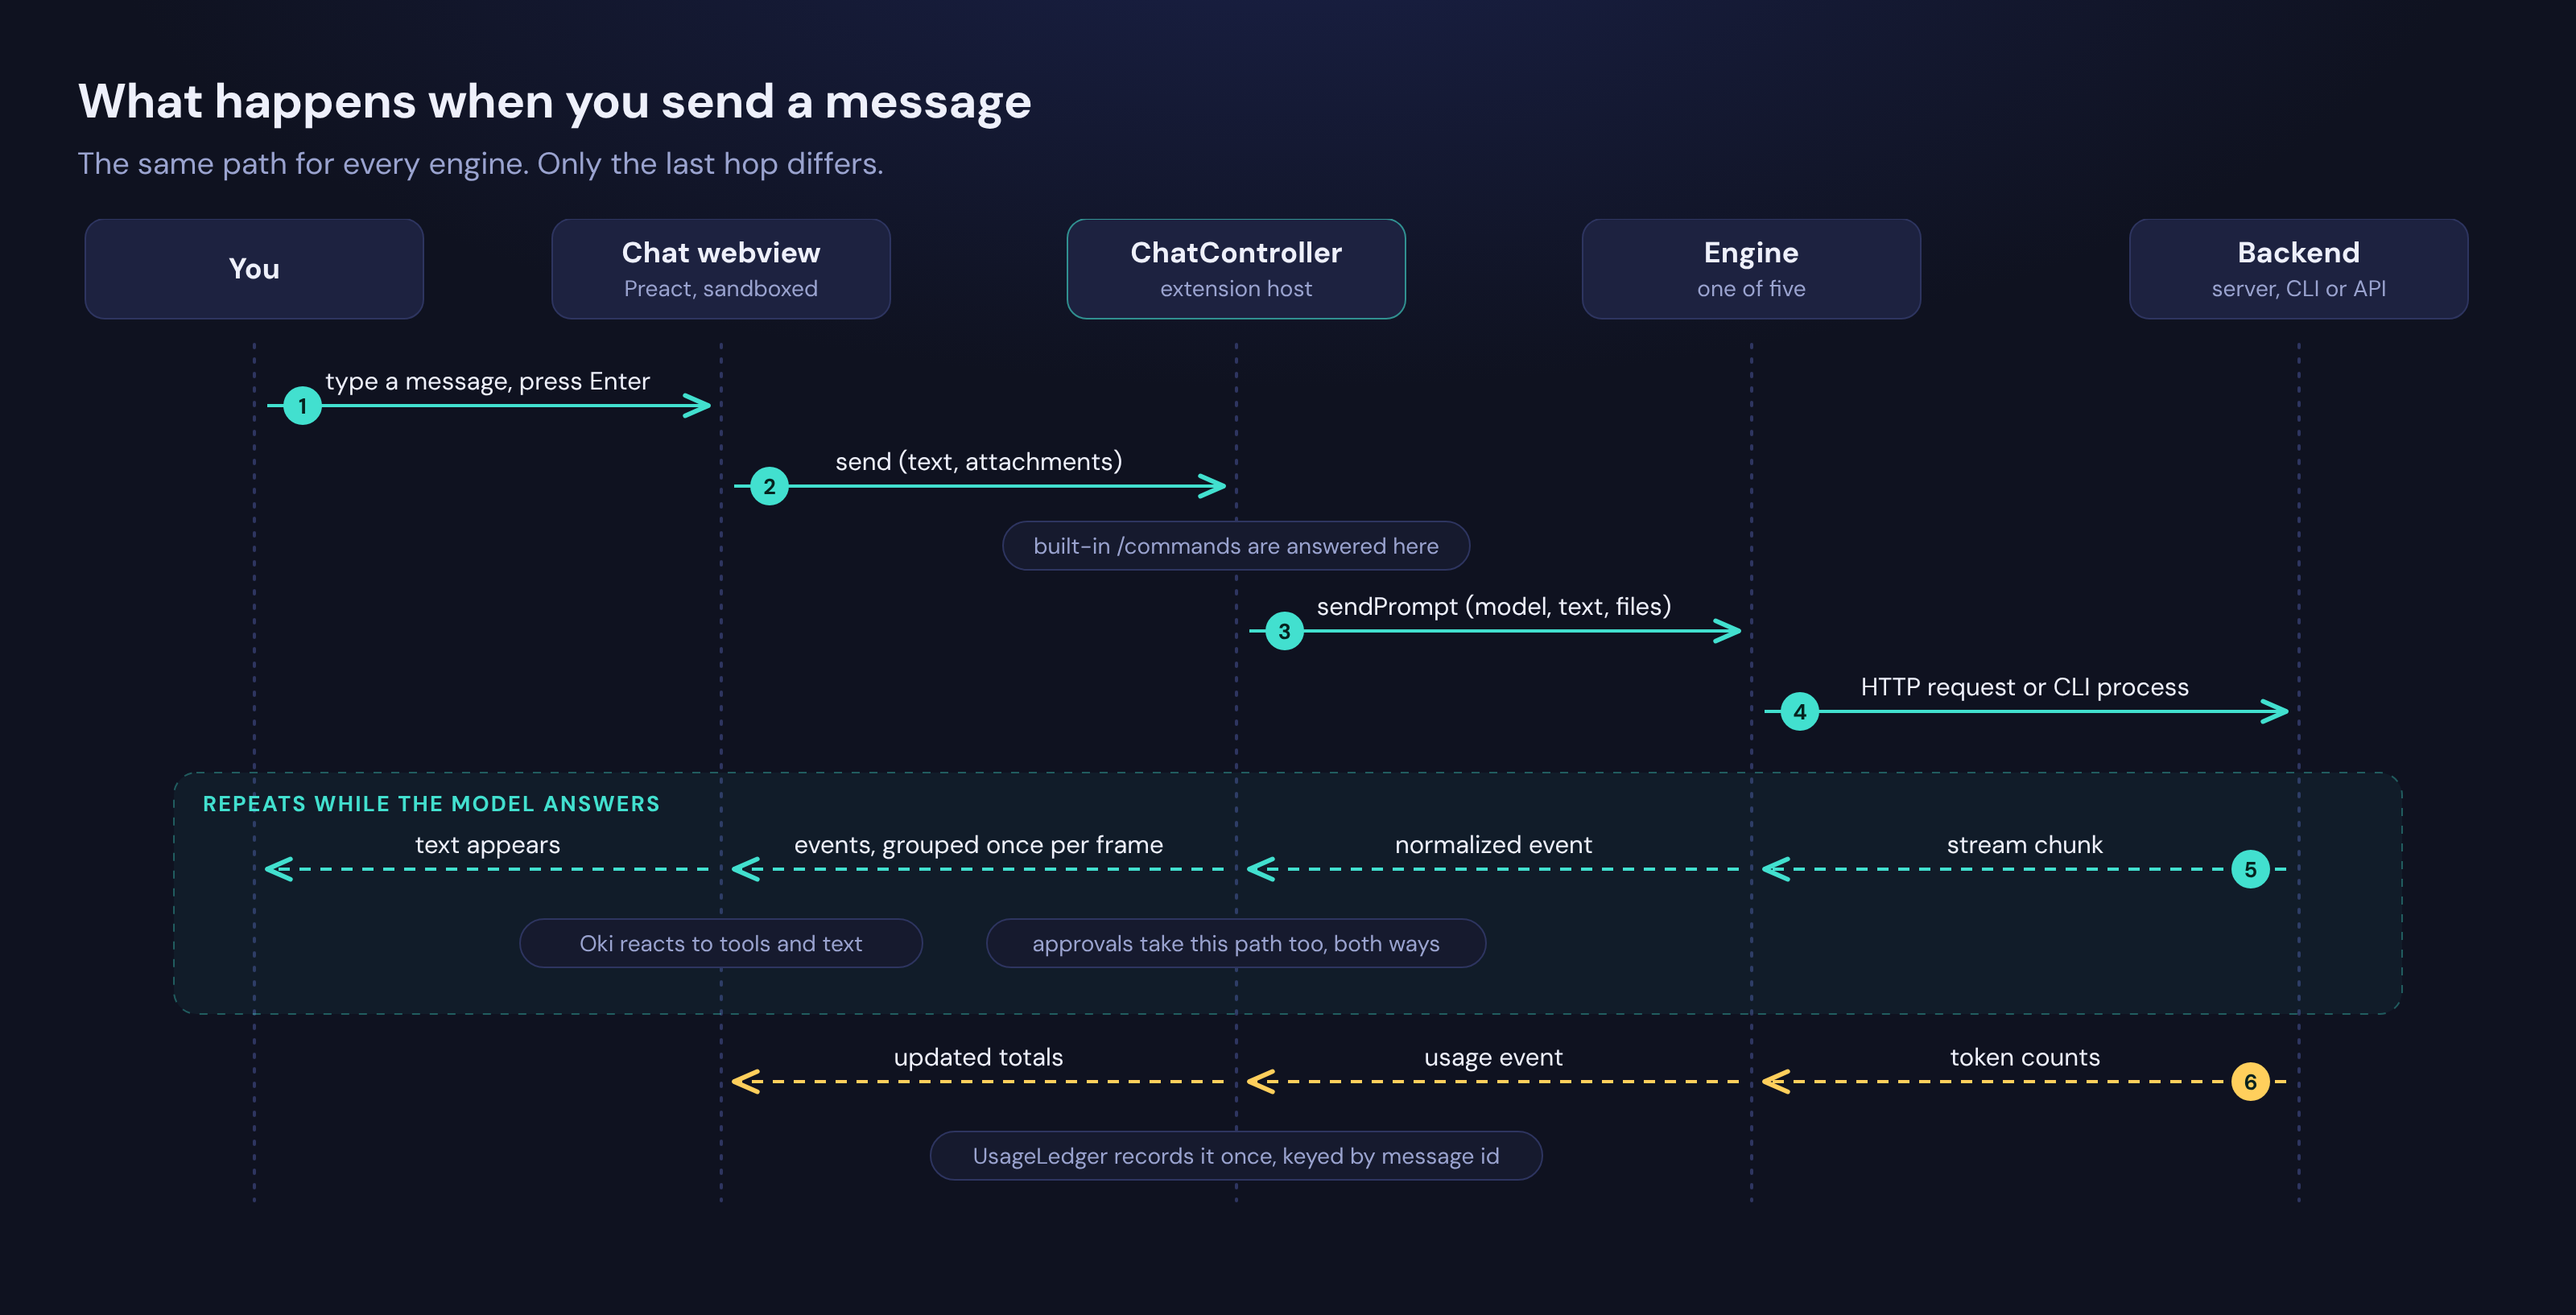 What happens when you send a message
The same path for every engine. Only the last hop differs.
You
Chat webview
Preact, sandboxed
ChatController
extension host
Engine
one of five
Backend
server, CLI or API
type a message, press Enter
1
send (text, attachments)
2
built-in /commands are answered here
sendPrompt (model, text, files)
3
HTTP request or CLI process
4
REPEATS WHILE THE MODEL ANSWERS
text appears
events, grouped once per frame
normalized event
stream chunk
5
Oki reacts to tools and text
approvals take this path too, both ways
updated totals
usage event
token counts
6
UsageLedger records it once, keyed by message id